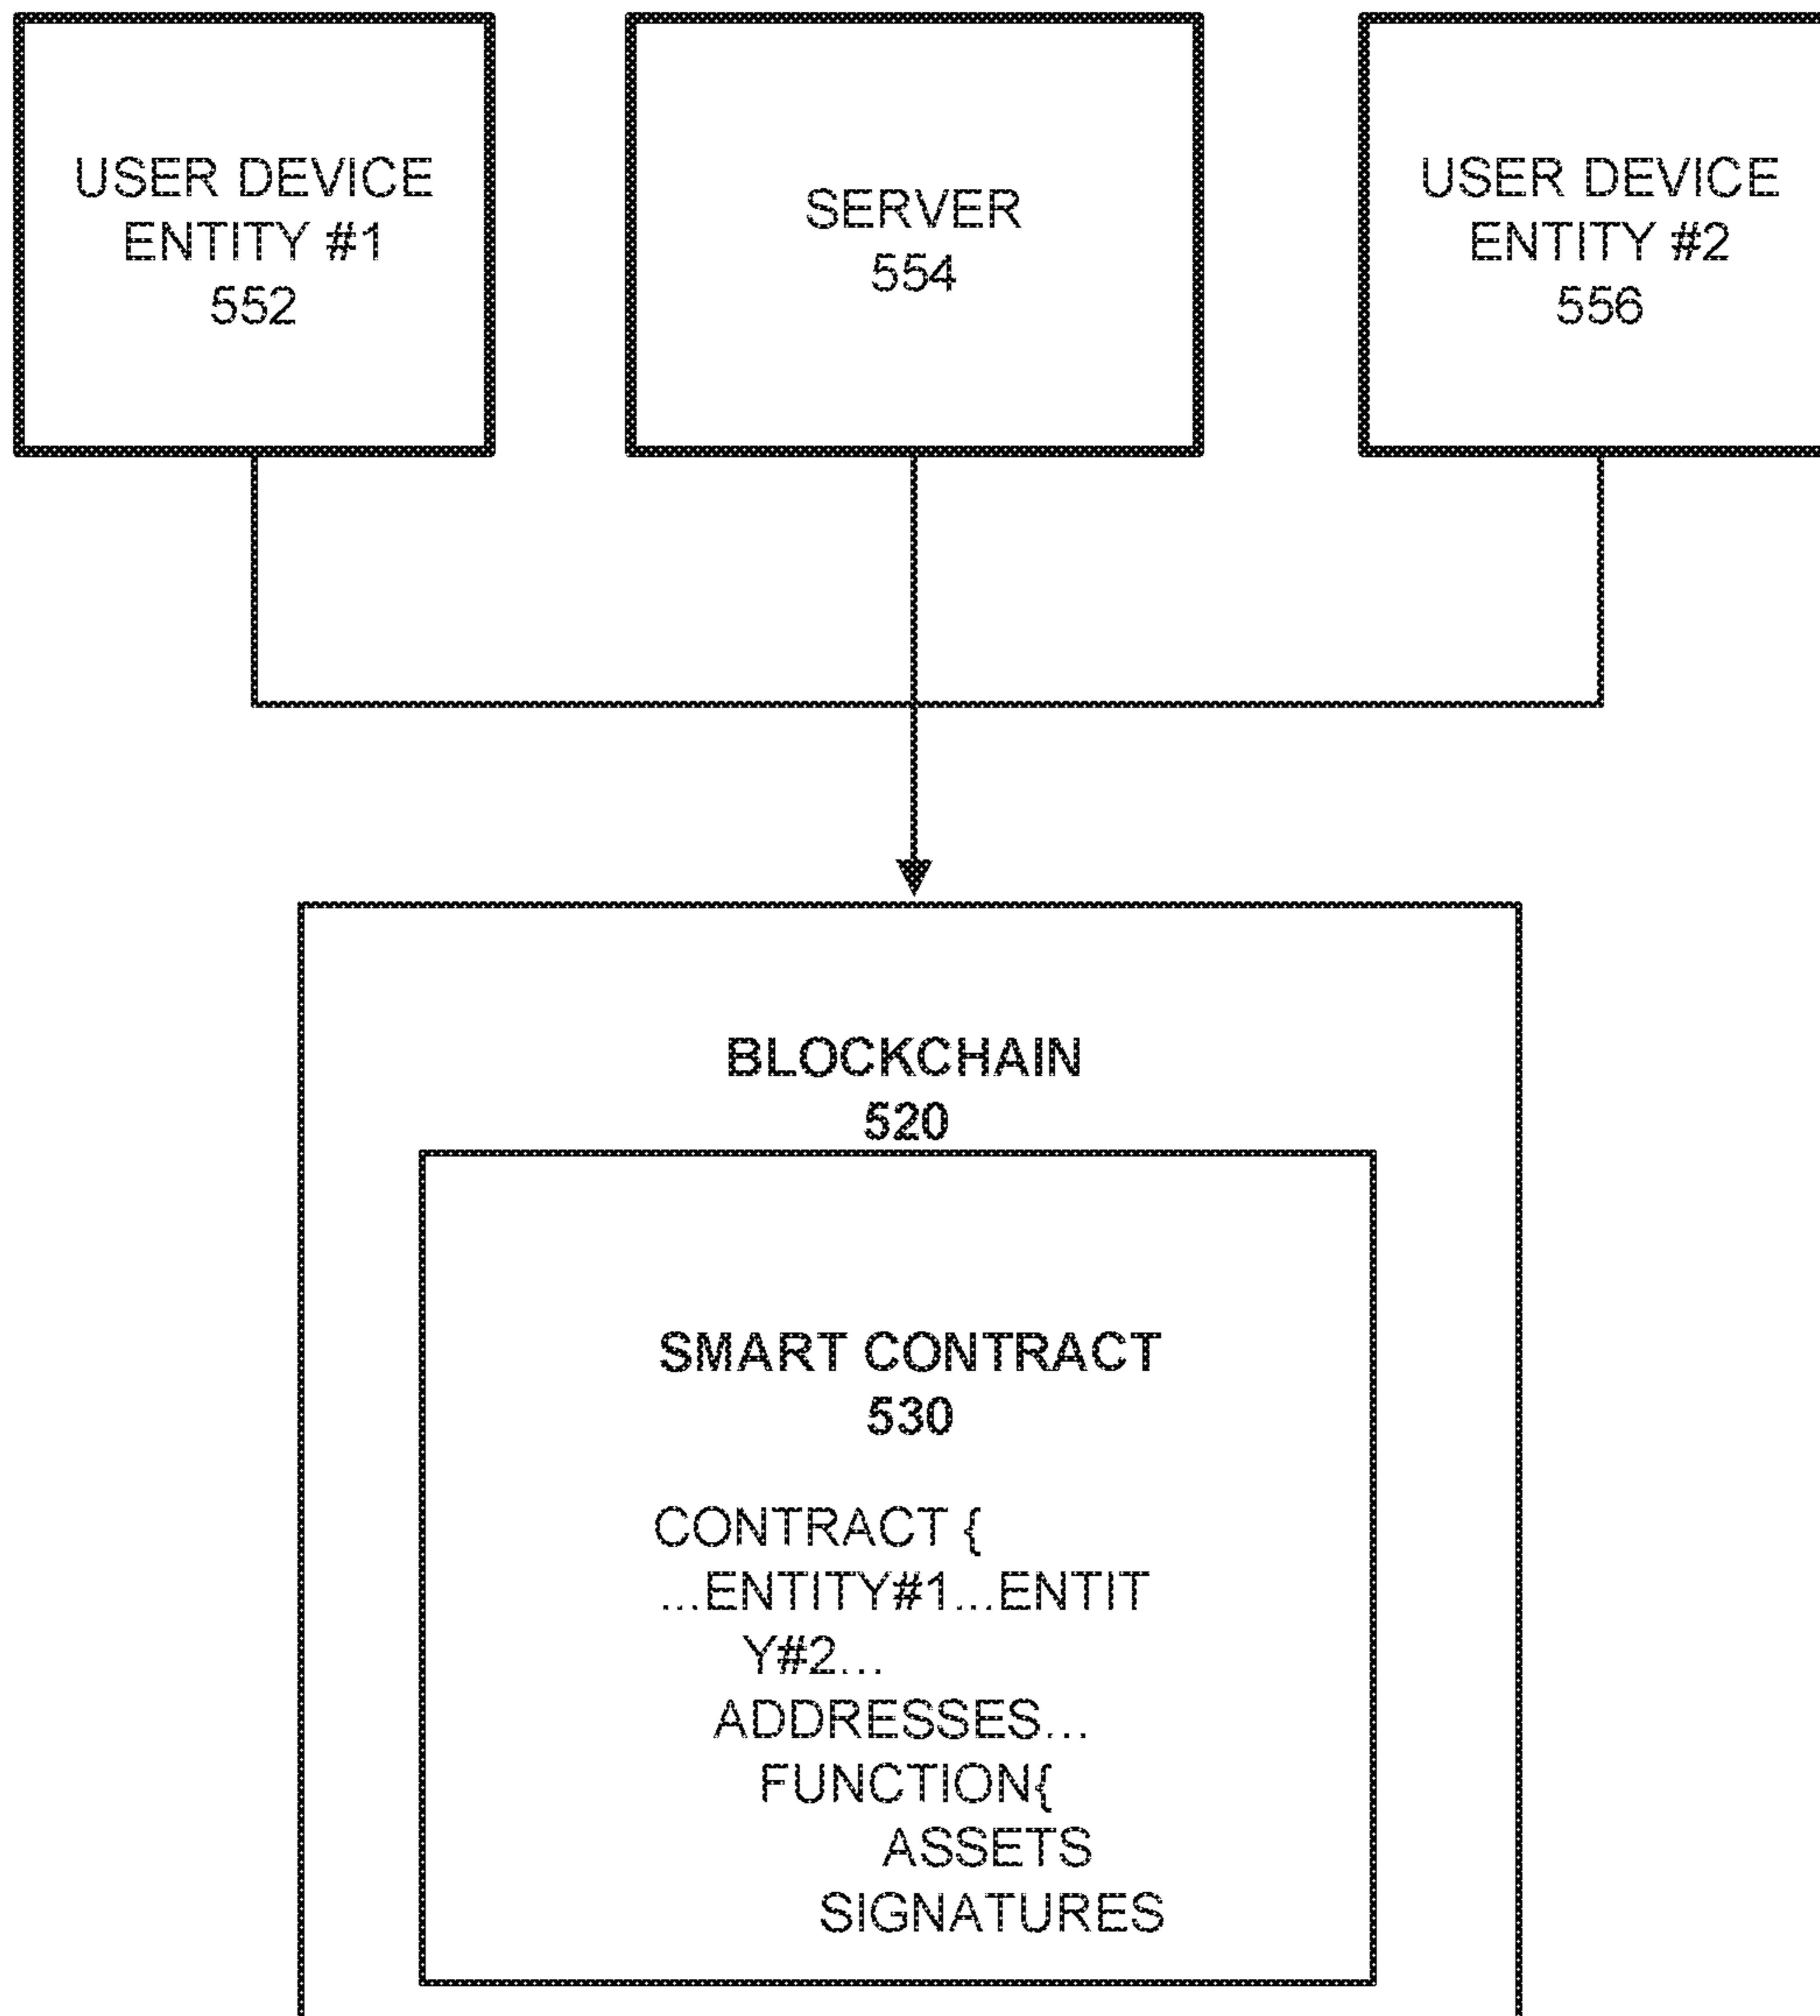 USER DEVICE
ENTITY #1
552
SERVER
554
USER DEVICE
ENTITY #2
556
BLOCKCHAIN
520
SMART CONTRACT
530
CONTRACT {
...ENTITY#1...ENTIT
Y#2...
ADDRESSES...
FUNCTION{
ASSETS
SIGNATURES